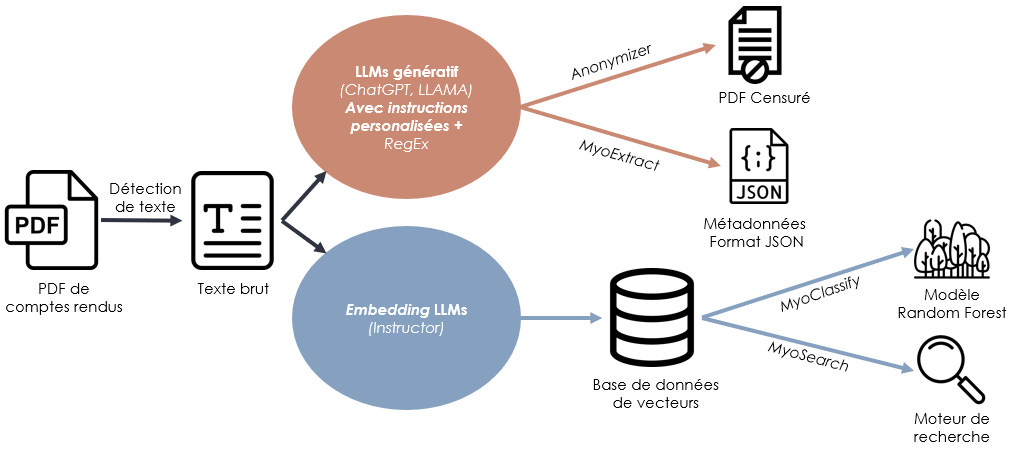 PDF
PDF de
comptes rendus
Détection
de texte
T
Texte brut
LLMs génératif
(ChatGPT, LLAMA)
Avec instructions
personalisées +
RegEx
Embedding LLMs
(Instructor)
Anonymizer
PDF Censuré
MyoExtract
{;}
JSON
Métadonnées
Format JSON
Base de données
de vecteurs
MyoClassify
Modèle
Random Forest
MyoSearch
Moteur de
recherche